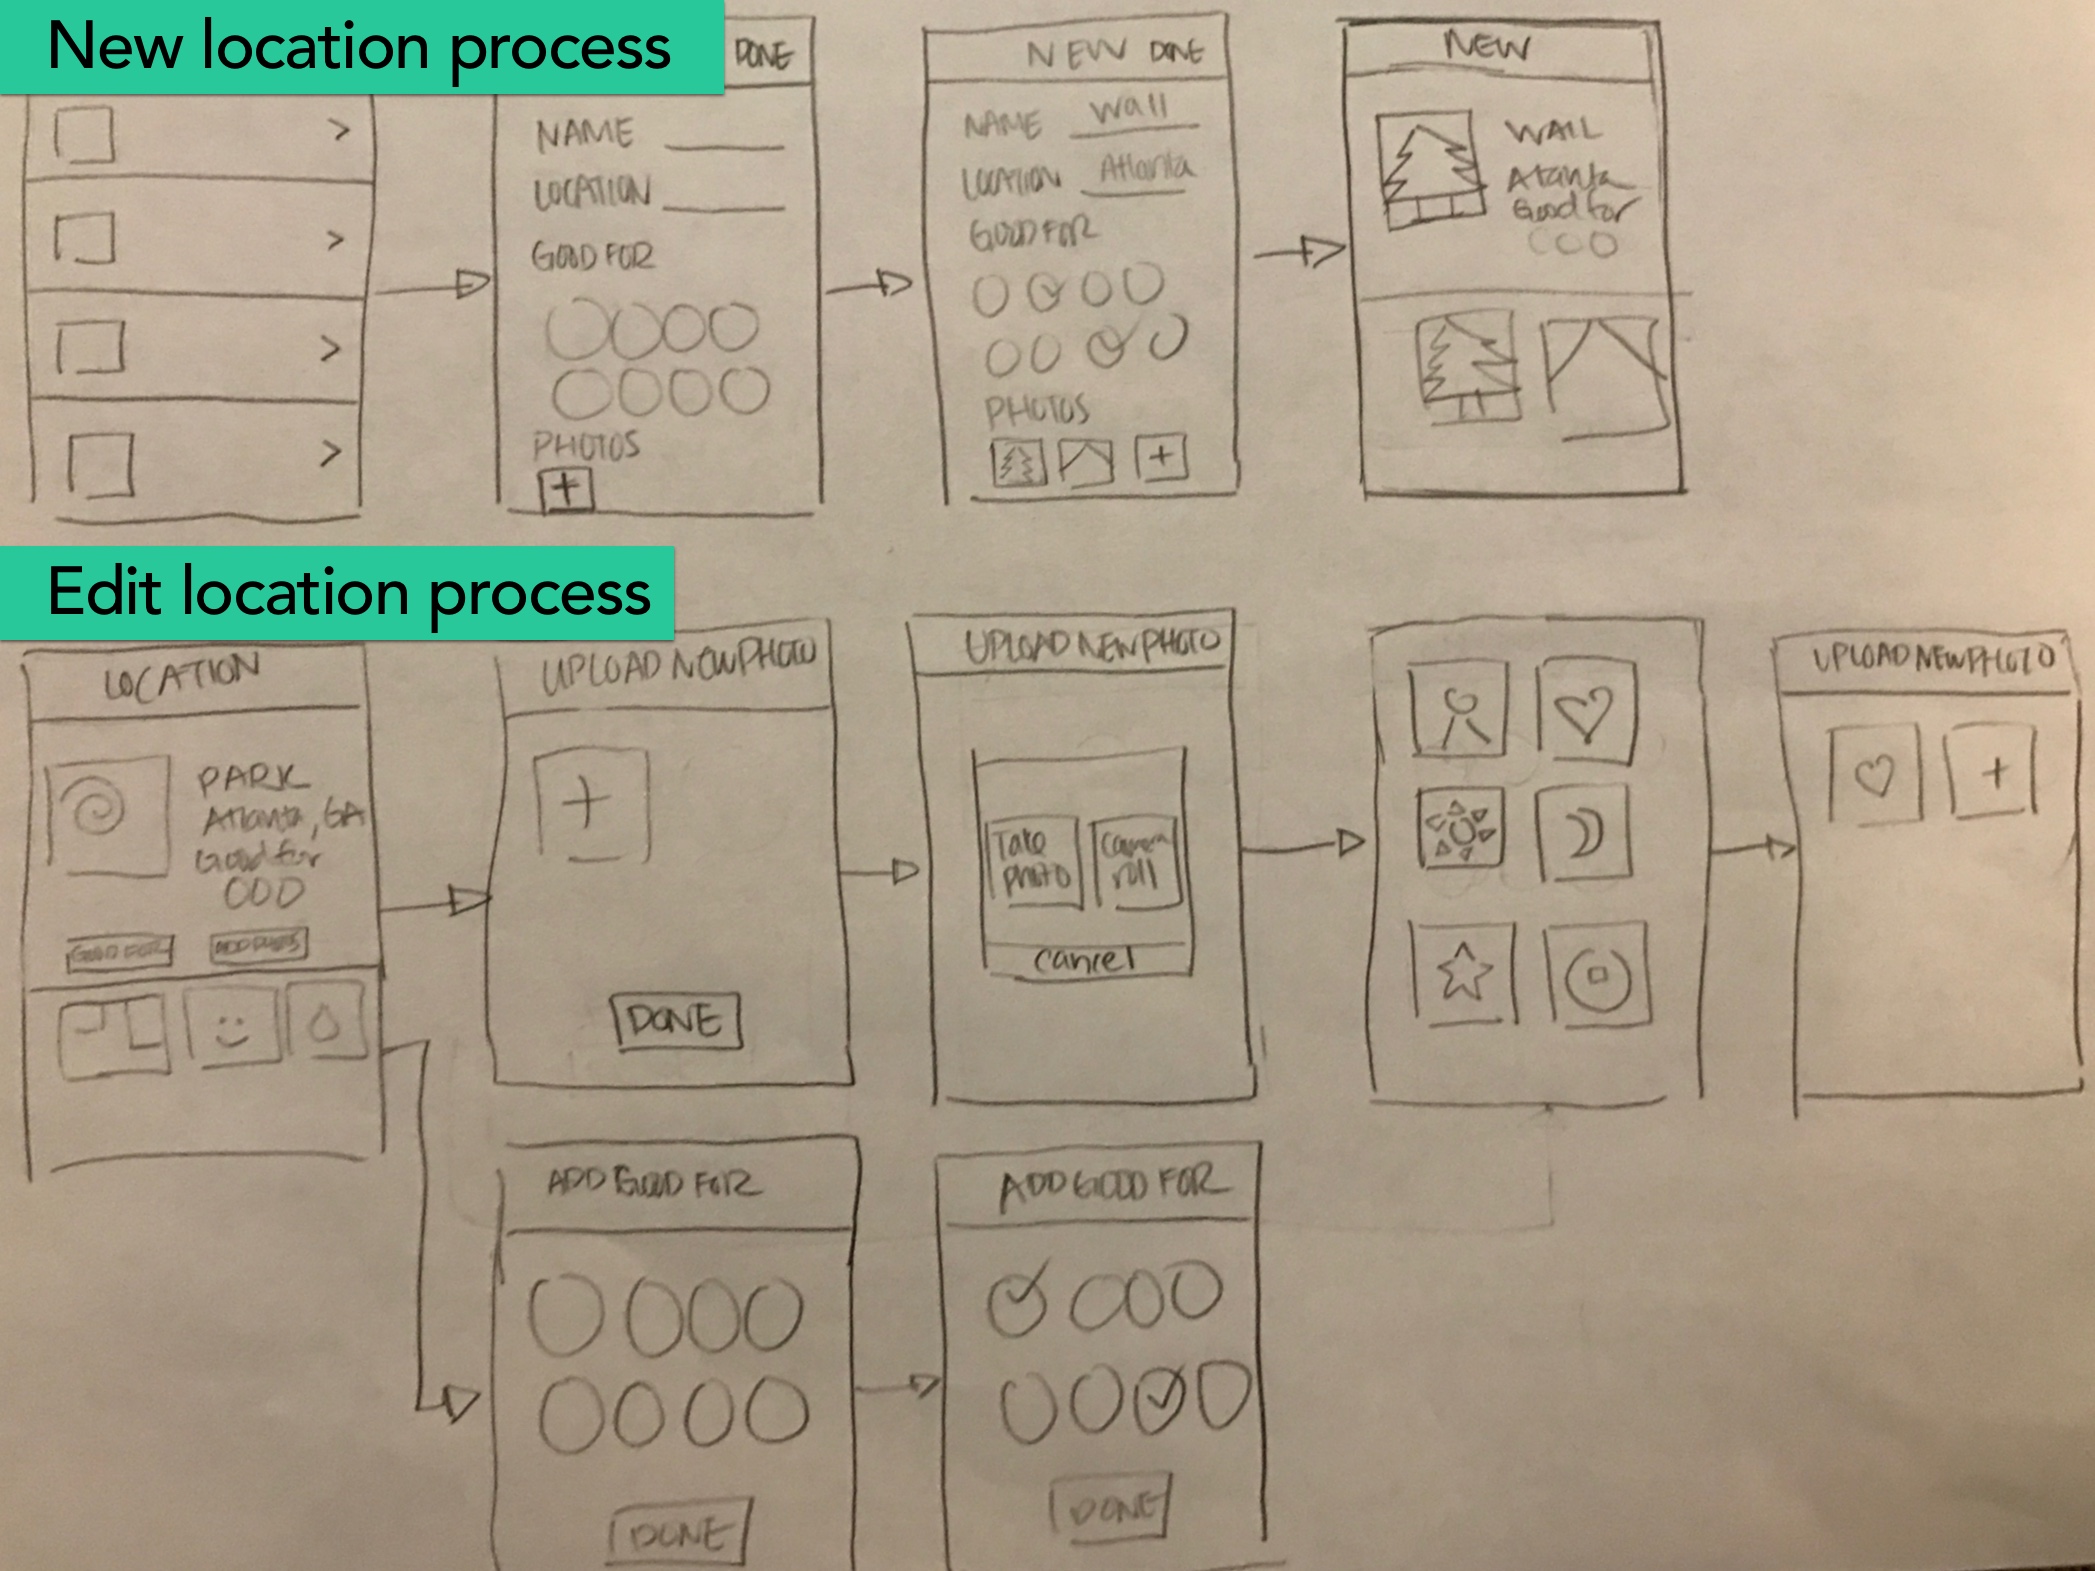 New location process
DONE
NAME
LOCATION
GOOD FOR
PHOTOS
+
NEW DONE
NAME Wall
LOCATION Atlanta
GOOD FOR
PHOTOS
+
NEW
WALL
Atanta
Good for
Edit location process
LOCATION
PARK
Atlanta, GA
Good for
GOOD FOR ADD PHOTOS
UPLOAD NEW PHOTO
+
DONE
UPLOAD NEW PHOTO
Take photo
Camera roll
cancel
UPLOAD NEW PHOTO
+
ADD GOOD FOR
DONE
ADD GOOD FOR
DONE